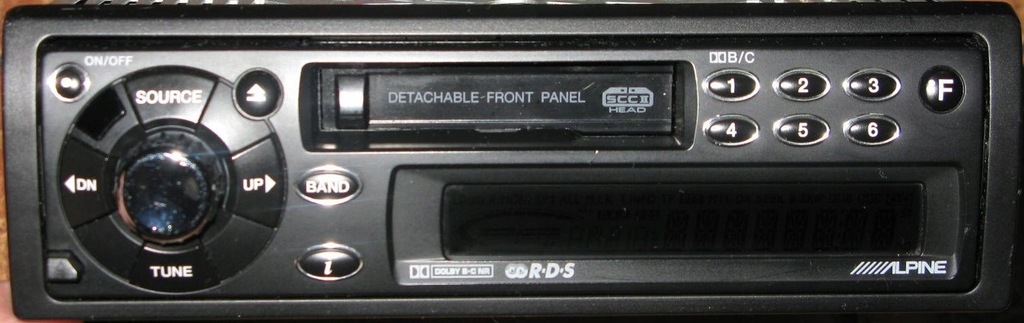 ON/OFF
SOURCE
DN
UP
TUNE
BAND
i
DETACHABLE-FRONT PANEL
SCC II
HEAD
B/C
1 2 3
4 5 6
F
DOLBY B-C NR
R·D·S
ALPINE